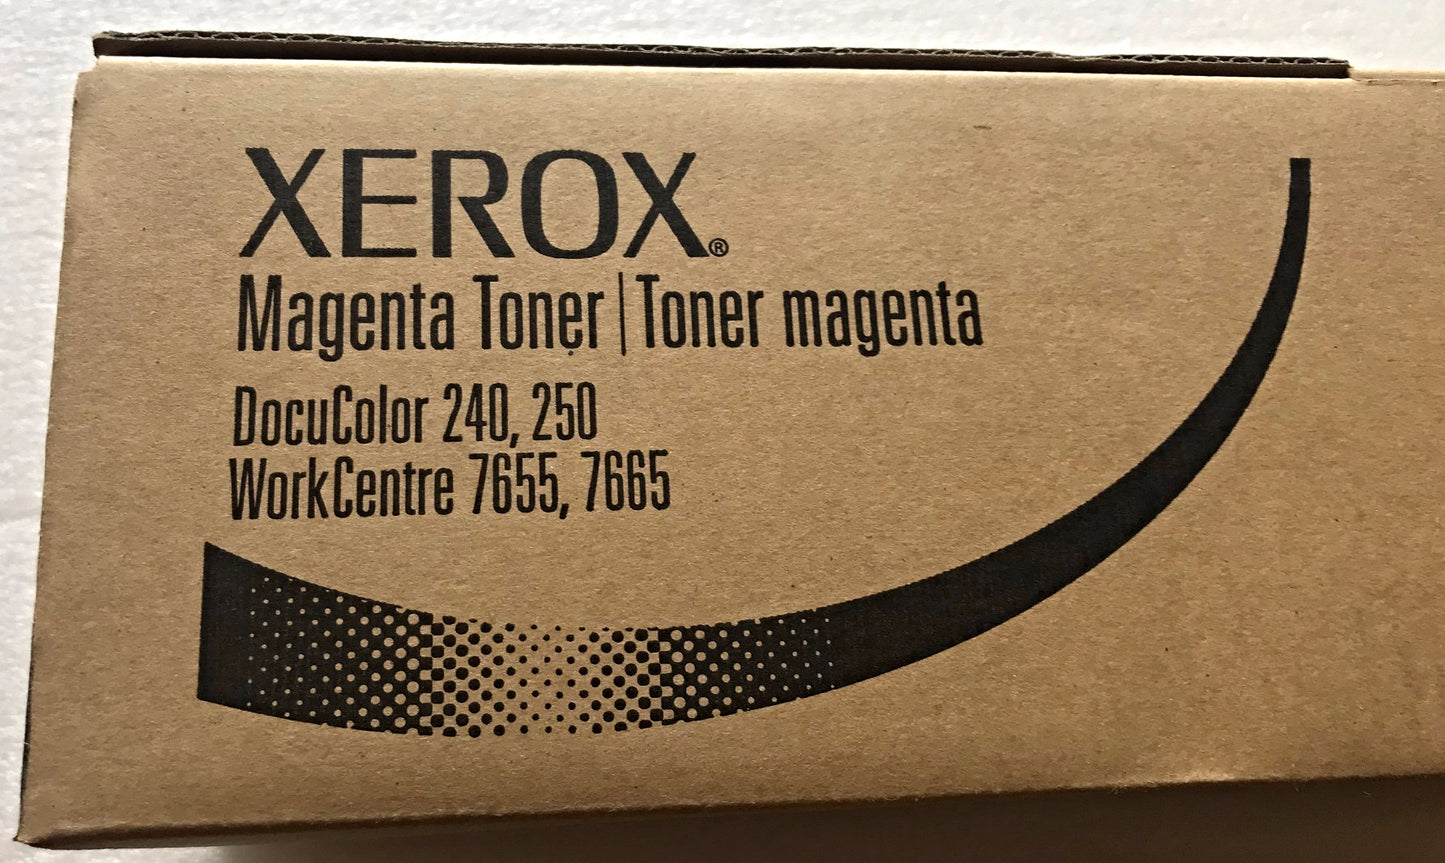 XEROX®
Magenta Toner | Toner magenta
DocuColor 240, 250
WorkCentre 7655, 7665